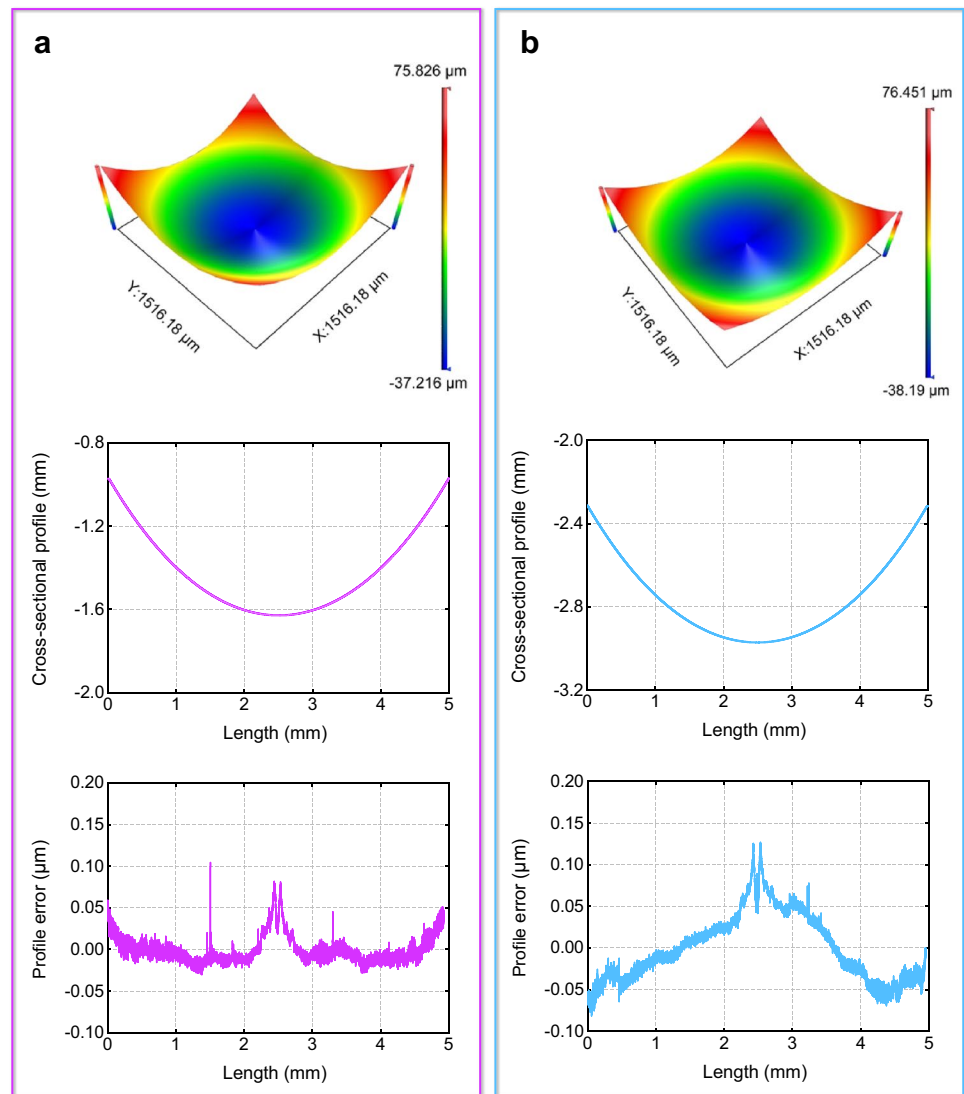 a
75.826 µm
-37.216 µm
Y:1516.18 µm
X:1516.18 µm
Cross-sectional profile (mm)
-0.8
-1.2
-1.6
-2.0
0 1 2 3 4 5
Length (mm)
Profile error (µm)
0.20
0.15
0.10
0.05
0.00
-0.05
-0.10
0 1 2 3 4 5
Length (mm)
b
76.451 µm
-38.19 µm
Y:1516.18 µm
X:1516.18 µm
Cross-sectional profile (mm)
-2.0
-2.4
-2.8
-3.2
0 1 2 3 4 5
Length (mm)
Profile error (µm)
0.20
0.15
0.10
0.05
0.00
-0.05
-0.10
0 1 2 3 4 5
Length (mm)